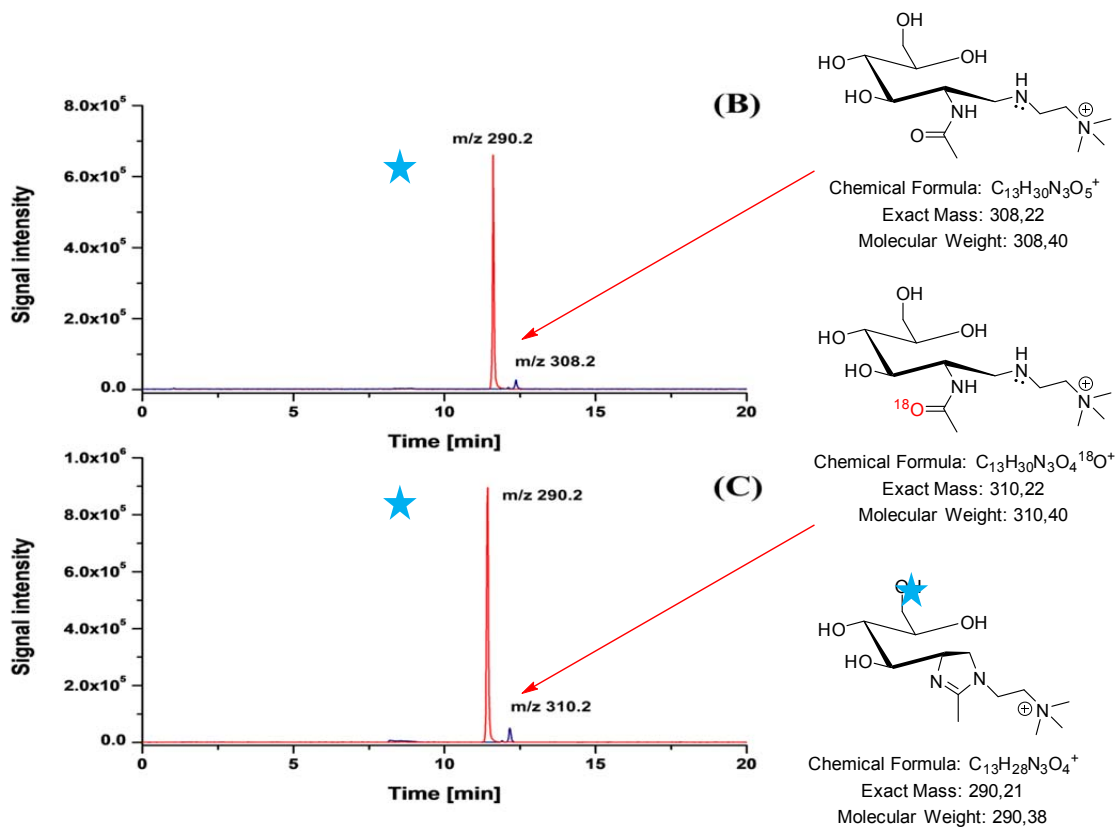 (B)
8.0x10⁵
6.0x10⁵
4.0x10⁵
2.0x10⁵
0.0
Signal intensity
m/z 290.2
m/z 308.2
0 5 10 15 20
Time [min]
(C)
1.0x10⁶
8.0x10⁵
6.0x10⁵
4.0x10⁵
2.0x10⁵
0.0
Signal intensity
m/z 290.2
m/z 310.2
0 5 10 15 20
Time [min]
OH
HO
OH
HO
H
N
NH
O
N
+
Chemical Formula: C₁₃H₃₀N₃O₅⁺
Exact Mass: 308,22
Molecular Weight: 308,40
OH
HO
OH
HO
H
N
NH
¹⁸O
N
+
Chemical Formula: C₁₃H₃₀N₃O₄¹⁸O⁺
Exact Mass: 310,22
Molecular Weight: 310,40
OH
HO
OH
HO
N
N
N
+
Chemical Formula: C₁₃H₂₈N₃O₄⁺
Exact Mass: 290,21
Molecular Weight: 290,38